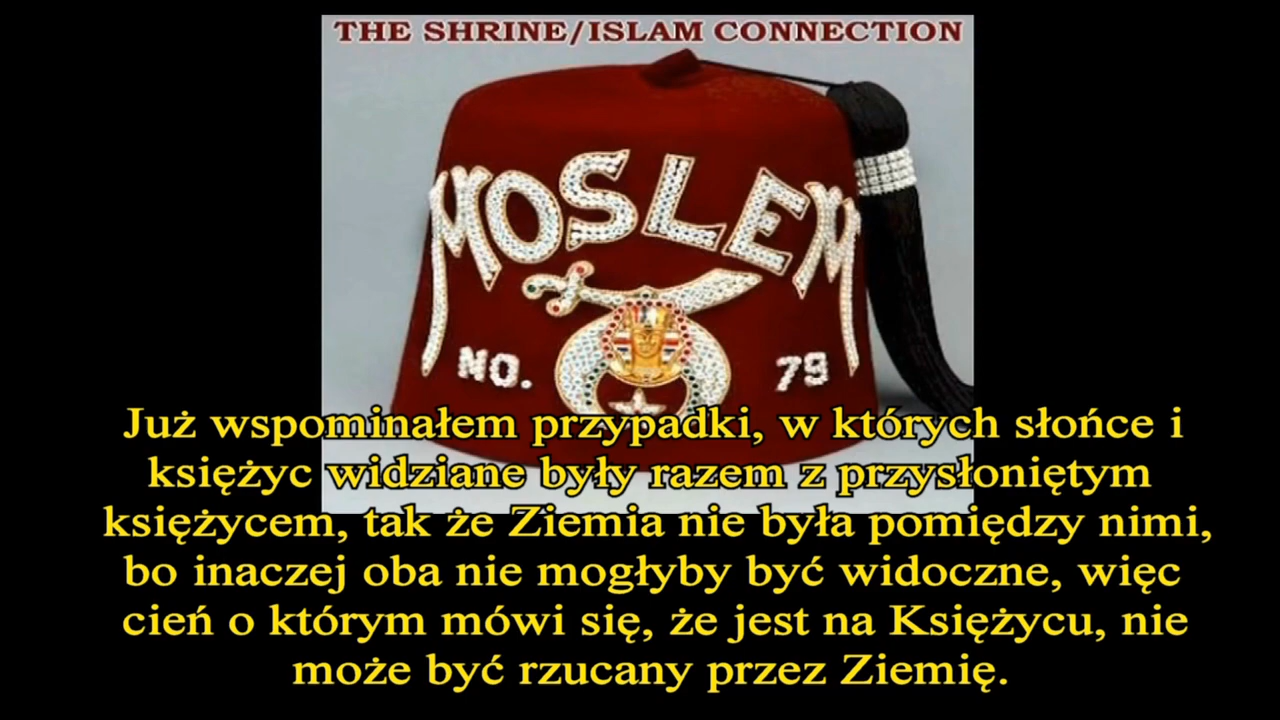 THE SHRINE/ISLAM CONNECTION
MOSLEM
NO. 79
Już wspominałem przypadki, w których słońce i
księżyc widziane były razem z przysłoniętym
księżycem, tak że Ziemia nie była pomiędzy nimi,
bo inaczej oba nie mogłyby być widoczne, więc
cień o którym mówi się, że jest na Księżycu, nie
może być rzucany przez Ziemię.